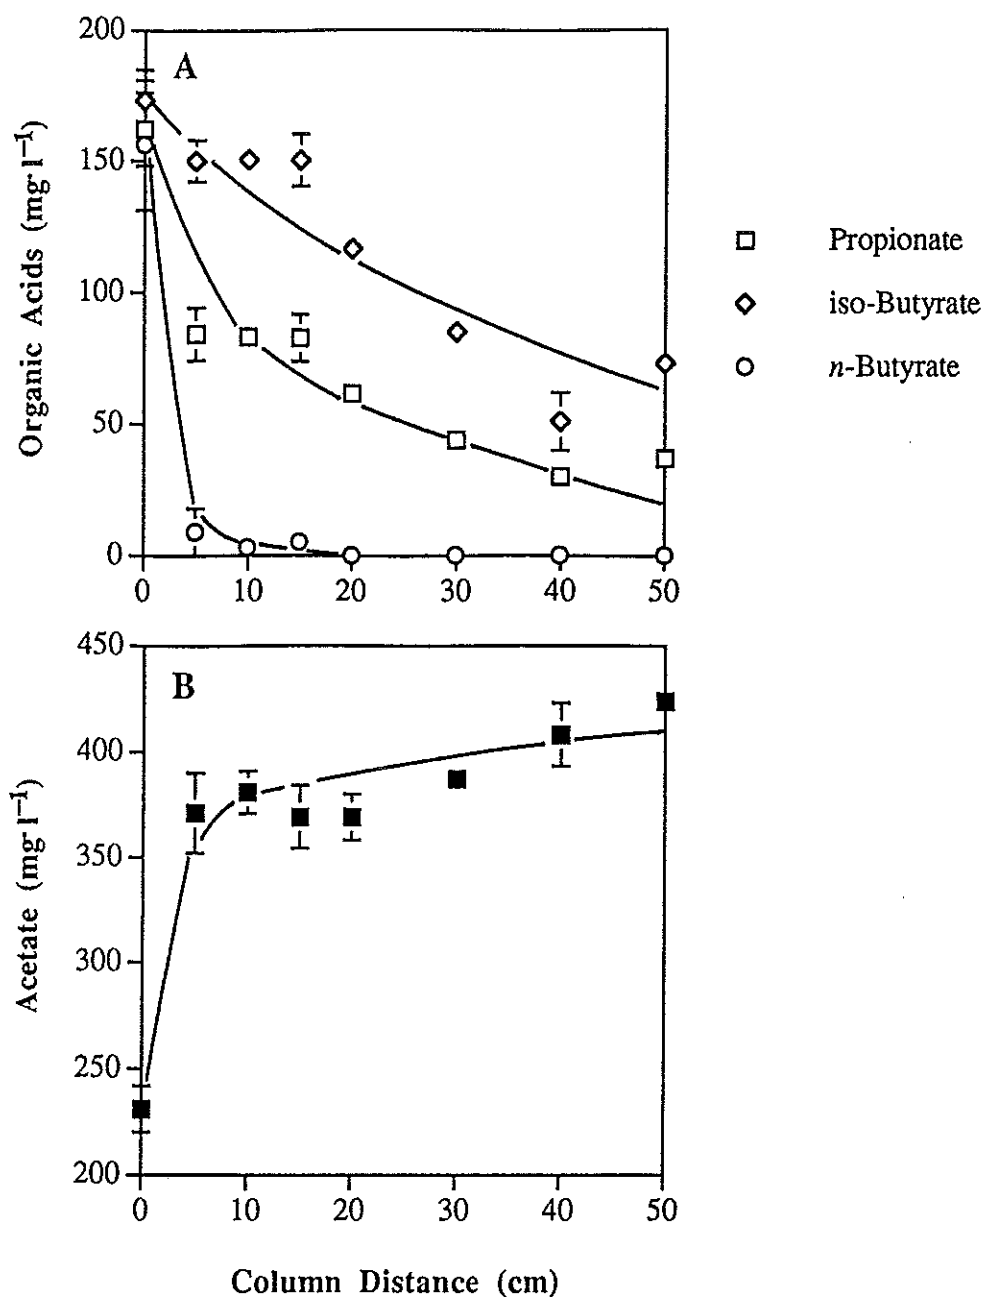 A
Organic Acids (mg·l⁻¹)
200
150
100
50
0
0 10 20 30 40 50
Propionate
iso-Butyrate
n-Butyrate
B
Acetate (mg·l⁻¹)
450
400
350
300
250
200
0 10 20 30 40 50
Column Distance (cm)